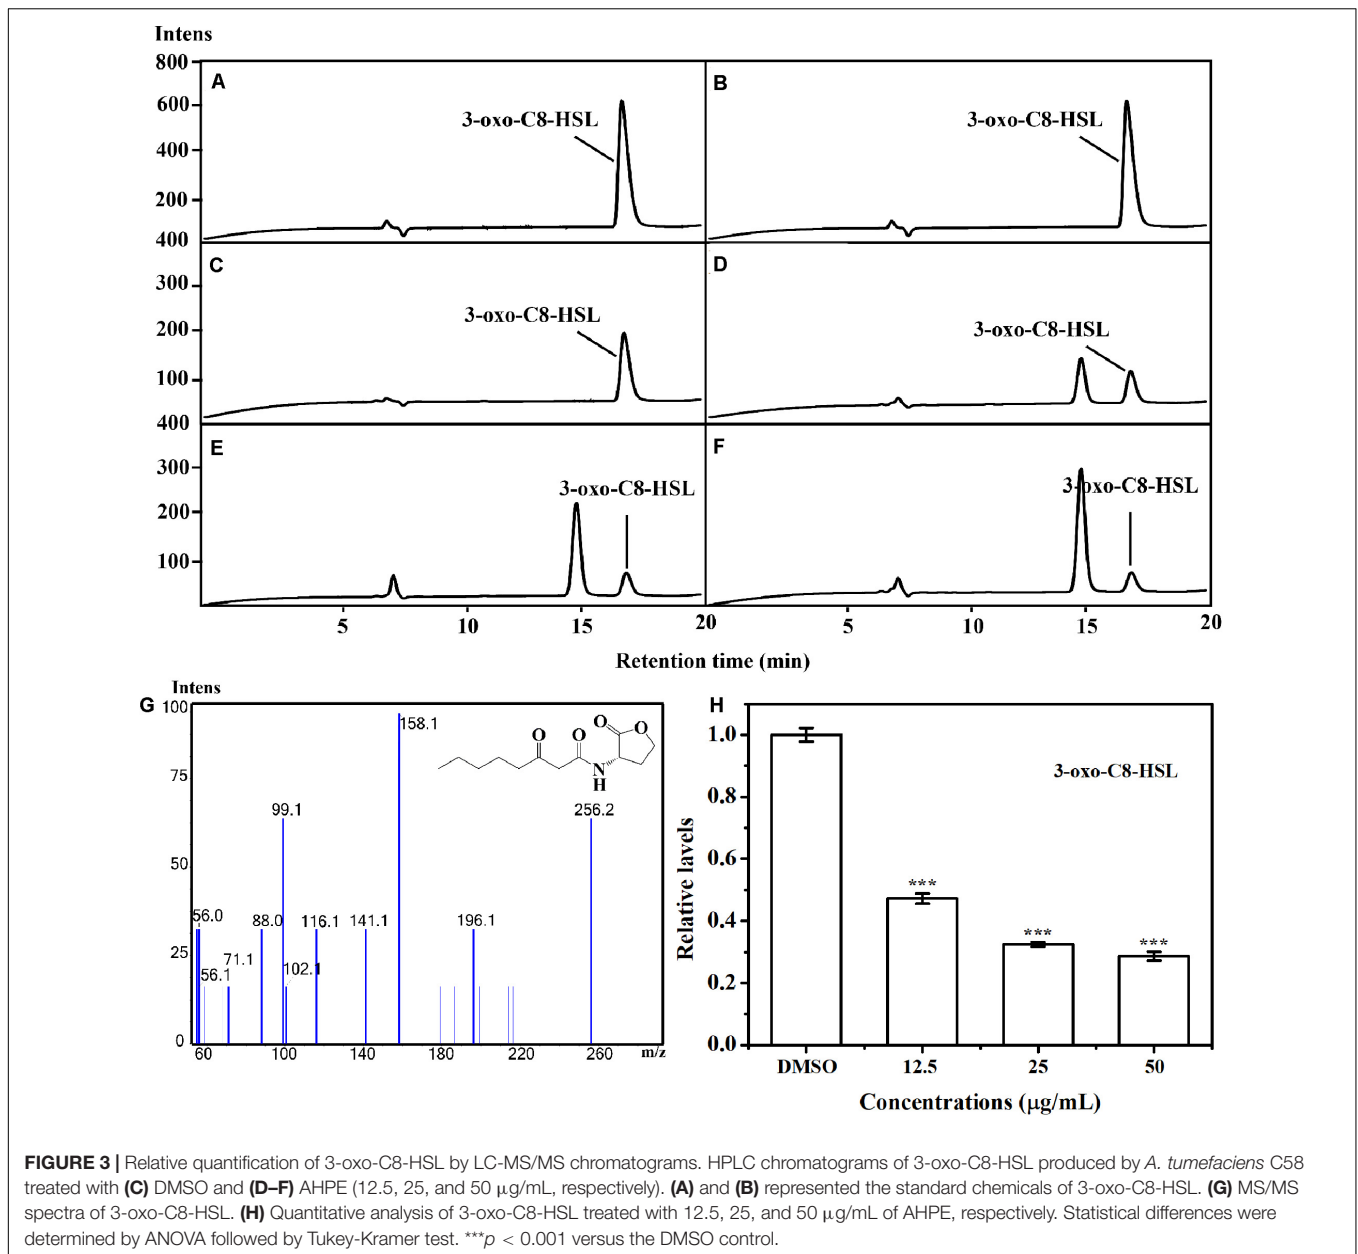 Intens
800
600
400
200
400
A
3-oxo-C8-HSL
B
3-oxo-C8-HSL
300
200
100
400
C
3-oxo-C8-HSL
D
3-oxo-C8-HSL
300
200
100
E
3-oxo-C8-HSL
F
3-oxo-C8-HSL
5 10 15 20 5 10 15 20
Retention time (min)
Intens
G
100
75
50
25
0
158.1
99.1
256.2
56.0
88.0
116.1
141.1
196.1
71.1
56.1
102.1
O O O O
N
H
60 100 140 180 220 260 m/z
H
1.0
0.8
0.6
0.4
0.2
0.0
Relative lavels
3-oxo-C8-HSL
***
***
***
DMSO 12.5 25 50
Concentrations (μg/mL)
FIGURE 3 | Relative quantification of 3-oxo-C8-HSL by LC-MS/MS chromatograms. HPLC chromatograms of 3-oxo-C8-HSL produced by A. tumefaciens C58
treated with (C) DMSO and (D–F) AHPE (12.5, 25, and 50 μg/mL, respectively). (A) and (B) represented the standard chemicals of 3-oxo-C8-HSL. (G) MS/MS
spectra of 3-oxo-C8-HSL. (H) Quantitative analysis of 3-oxo-C8-HSL treated with 12.5, 25, and 50 μg/mL of AHPE, respectively. Statistical differences were
determined by ANOVA followed by Tukey-Kramer test. ***p < 0.001 versus the DMSO control.